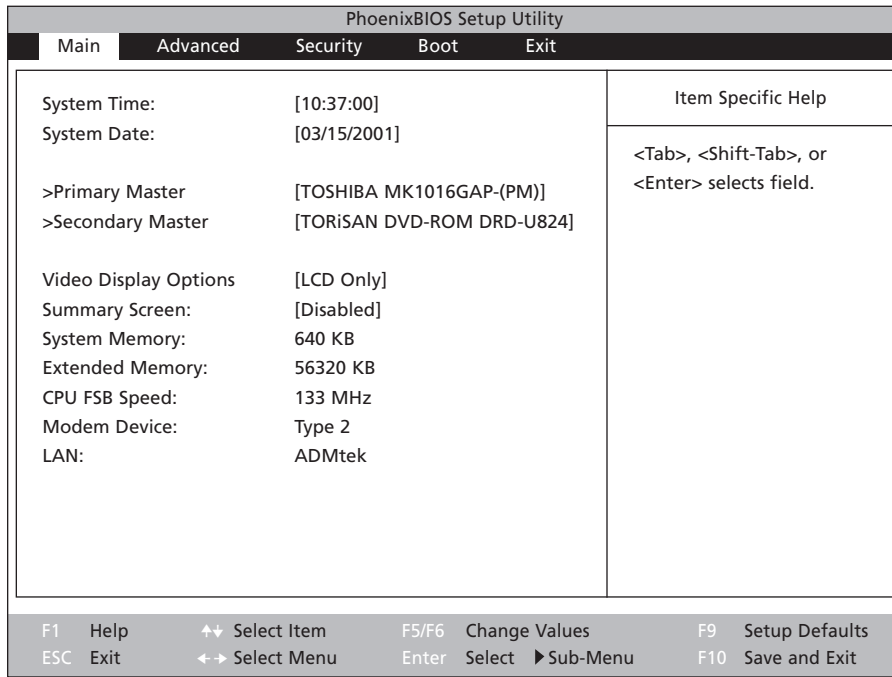 PhoenixBIOS Setup Utility
Main Advanced Security Boot Exit
System Time: [10:37:00]
System Date: [03/15/2001]
>Primary Master [TOSHIBA MK1016GAP-(PM)]
>Secondary Master [TORiSAN DVD-ROM DRD-U824]
Video Display Options [LCD Only]
Summary Screen: [Disabled]
System Memory: 640 KB
Extended Memory: 56320 KB
CPU FSB Speed: 133 MHz
Modem Device: Type 2
LAN: ADMtek
Item Specific Help
<Tab>, <Shift-Tab>, or
<Enter> selects field.
F1 Help Select Item F5/F6 Change Values F9 Setup Defaults
ESC Exit Select Menu Enter Select Sub-Menu F10 Save and Exit